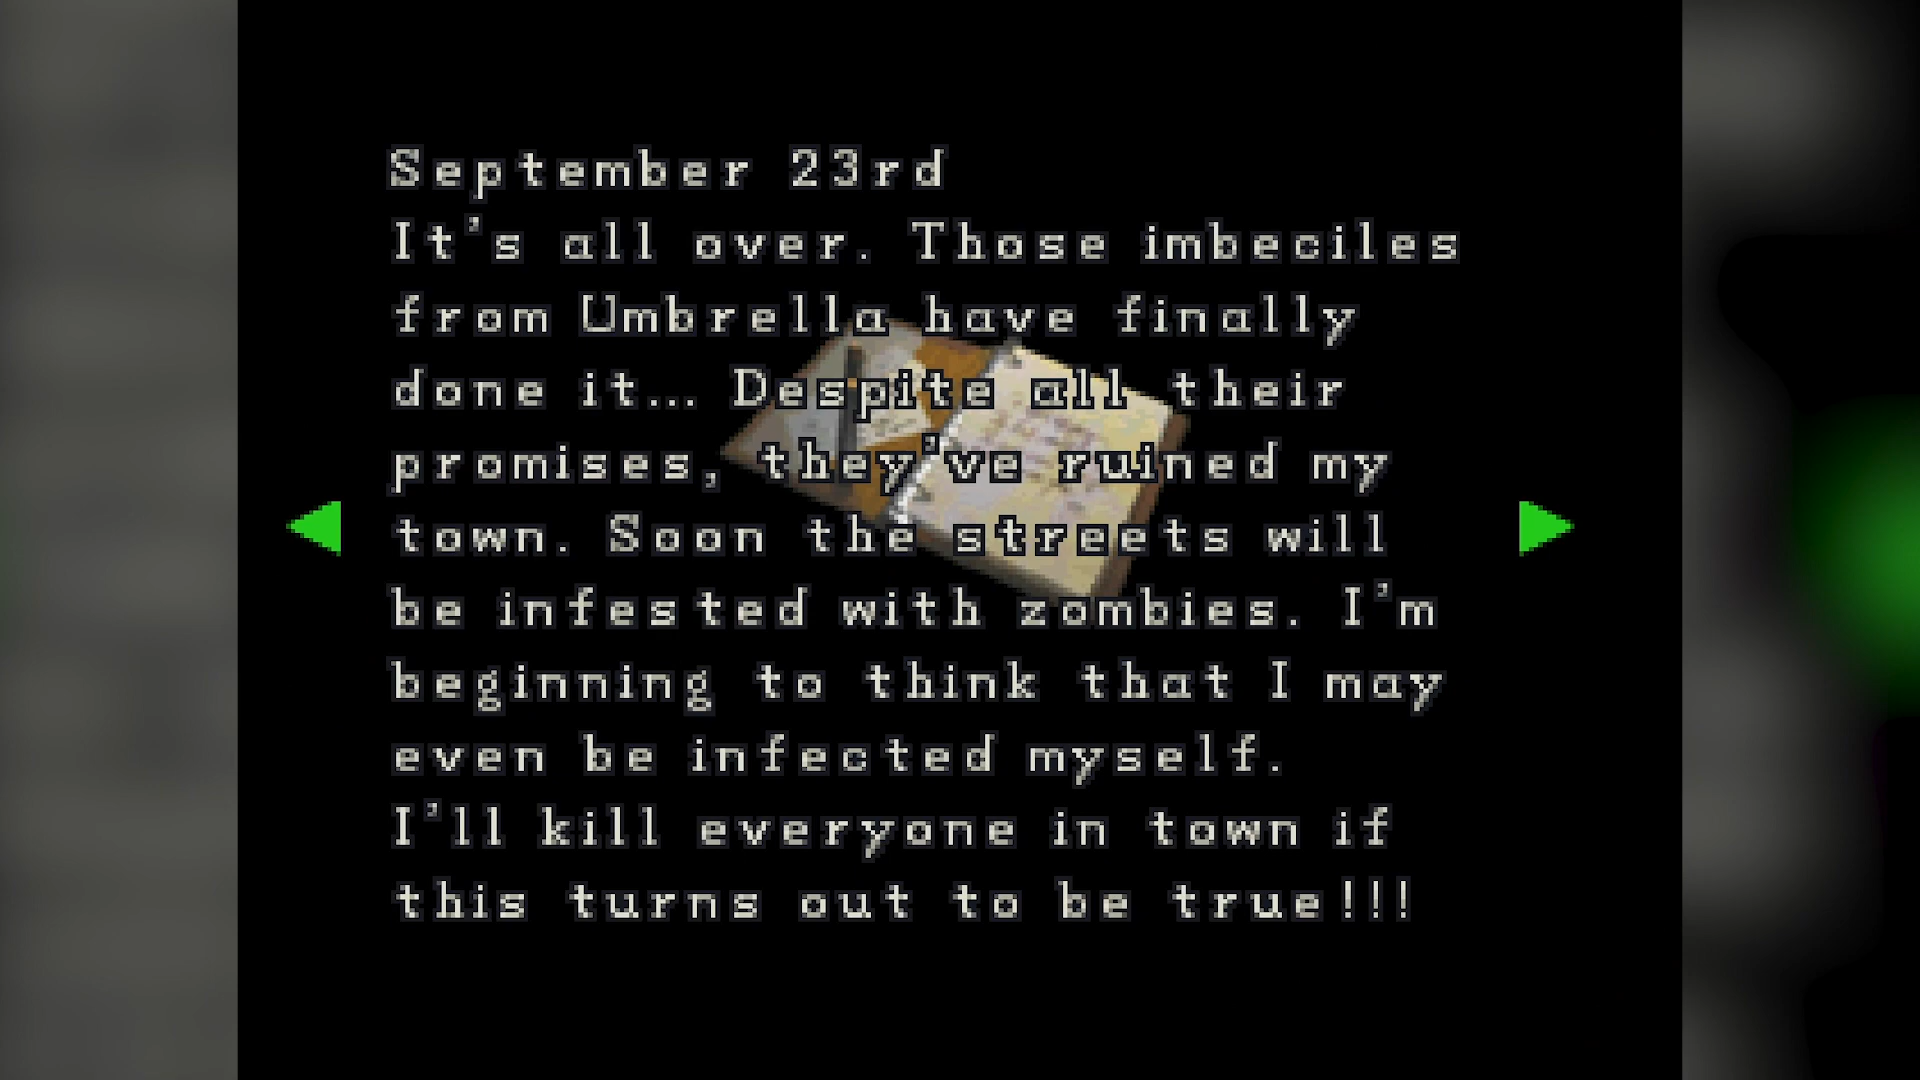 September 23rd
It's all over. Those imbeciles
from Umbrella have finally
done it... Despite all their
promises, they've ruined my
town. Soon the streets will
be infested with zombies. I'm
beginning to think that I may
even be infected myself.
I'll kill everyone in town if
this turns out to be true!!!